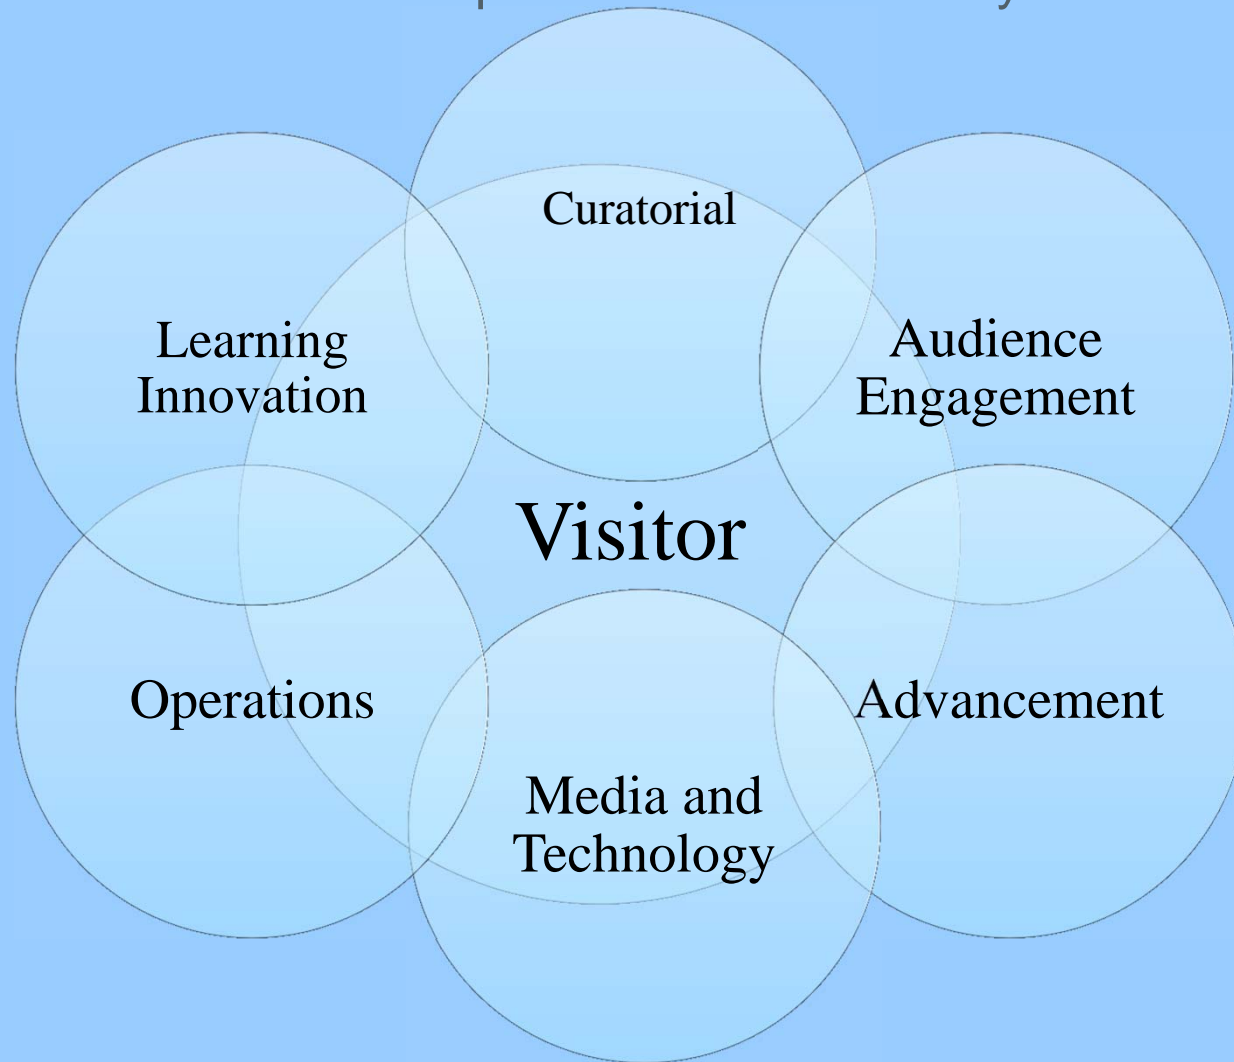 Curatorial
Learning
Innovation
Audience
Engagement
Visitor
Operations
Advancement
Media and
Technology